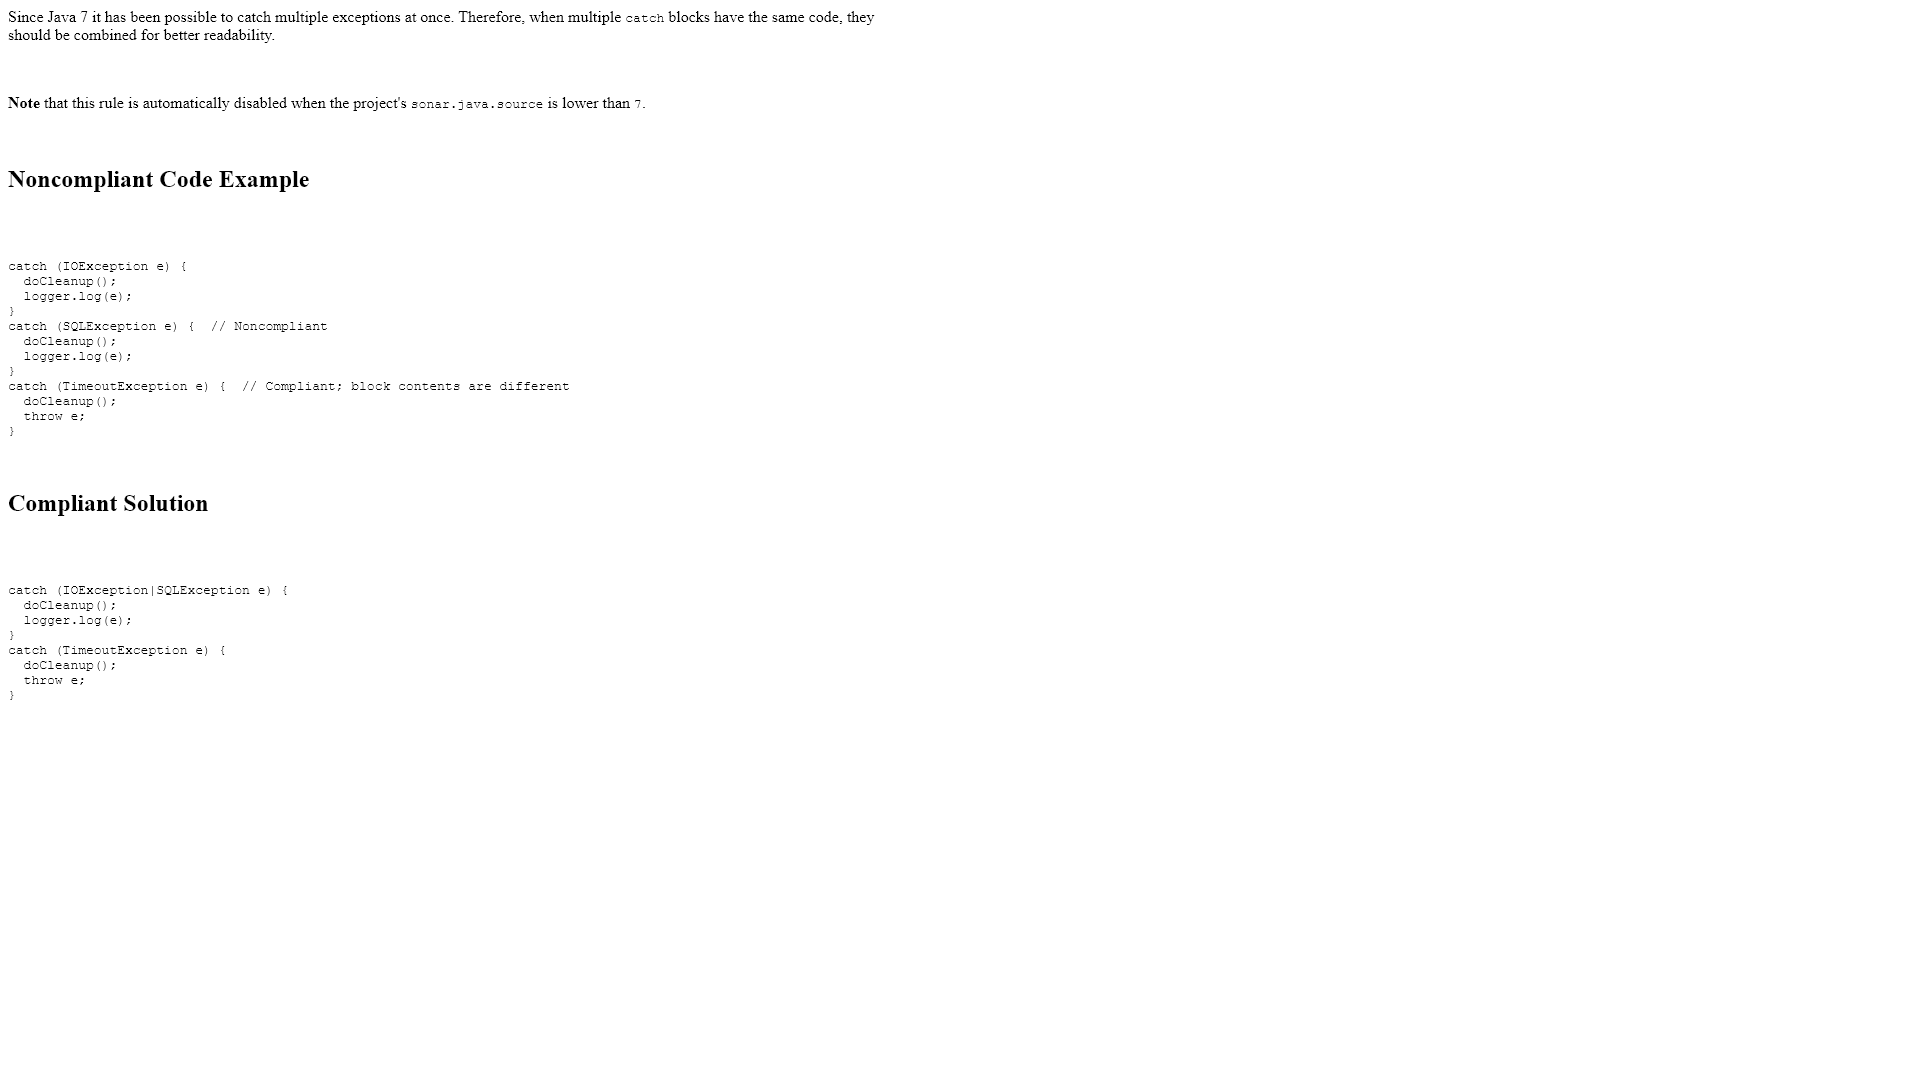 Since Java 7 it has been possible to catch multiple exceptions at once. Therefore, when multiple catch blocks have the same code, they
should be combined for better readability.
Note that this rule is automatically disabled when the project's sonar.java.source is lower than 7.
Noncompliant Code Example
catch (IOException e) {
  doCleanup();
  logger.log(e);
}
catch (SQLException e) {  // Noncompliant
  doCleanup();
  logger.log(e);
}
catch (TimeoutException e) {  // Compliant; block contents are different
  doCleanup();
  throw e;
}
Compliant Solution
catch (IOException|SQLException e) {
  doCleanup();
  logger.log(e);
}
catch (TimeoutException e) {
  doCleanup();
  throw e;
}